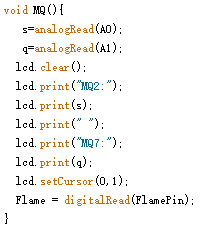 void MQ(){
s=analogRead(A0);
q=analogRead(A1);
lcd.clear();
lcd.print("MQ2:");
lcd.print(s);
lcd.print(" ");
lcd.print("MQ7:");
lcd.print(q);
lcd.setCursor(0,1);
Flame = digitalRead(FlamePin);
}